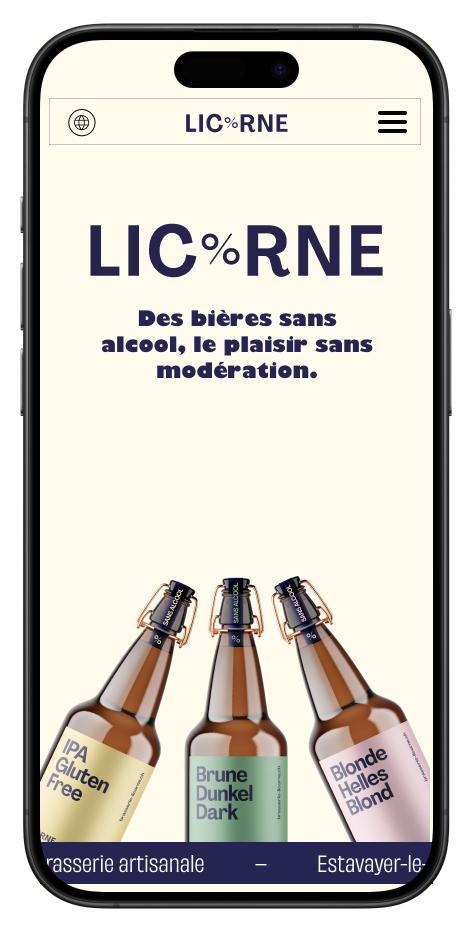 LIC%RNE
LIC%RNE
Des bières sans
alcool, le plaisir sans
modération.
SANS ALCOOL
SANS ALCOOL
SANS ALCOOL
IPA
Gluten
Free
Brune
Dunkel
Dark
Blonde
Helles
Blond
rasserie artisanale – Estavayer-le-